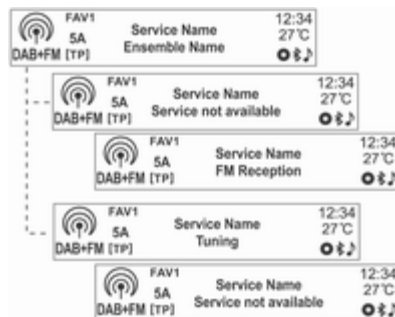 FAV1 12:34
Service Name
5A 27°C
Ensemble Name
DAB+FM [TP]
FAV1 12:34
Service Name
5A 27°C
Service not available
DAB+FM [TP]
FAV1 12:34
Service Name
5A 27°C
FM Reception
DAB+FM [TP]
FAV1 12:34
Service Name
5A 27°C
Tuning
DAB+FM [TP]
FAV1 12:34
Service Name
5A 27°C
Service not available
DAB+FM [TP]